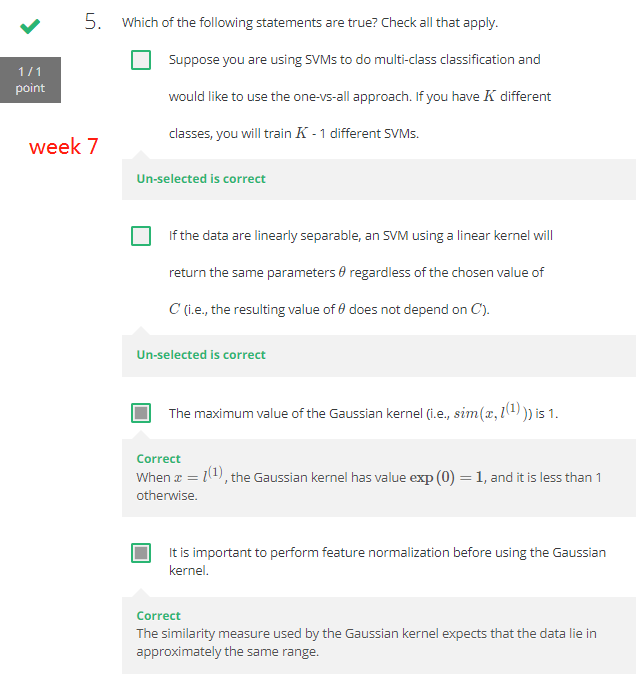 5. Which of the following statements are true? Check all that apply.
1 / 1
point
week 7
Suppose you are using SVMs to do multi-class classification and
would like to use the one-vs-all approach. If you have K different
classes, you will train K - 1 different SVMs.
Un-selected is correct
If the data are linearly separable, an SVM using a linear kernel will
return the same parameters θ regardless of the chosen value of
C (i.e., the resulting value of θ does not depend on C).
Un-selected is correct
The maximum value of the Gaussian kernel (i.e., sim(x, l^(1))) is 1.
Correct
When x = l^(1), the Gaussian kernel has value exp (0) = 1, and it is less than 1
otherwise.
It is important to perform feature normalization before using the Gaussian
kernel.
Correct
The similarity measure used by the Gaussian kernel expects that the data lie in
approximately the same range.